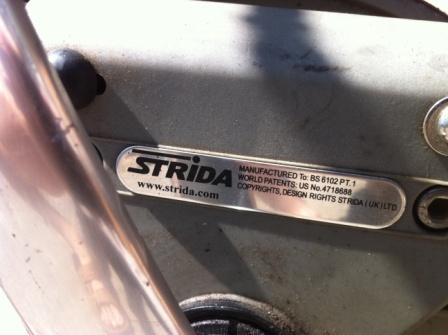 STRIDA
www.strida.com
MANUFACTURED To: BS 6102 PT.1
WORLD PATENTS: US No.4718688
COPYRIGHTS, DESIGN RIGHTS STRIDA (UK) LTD